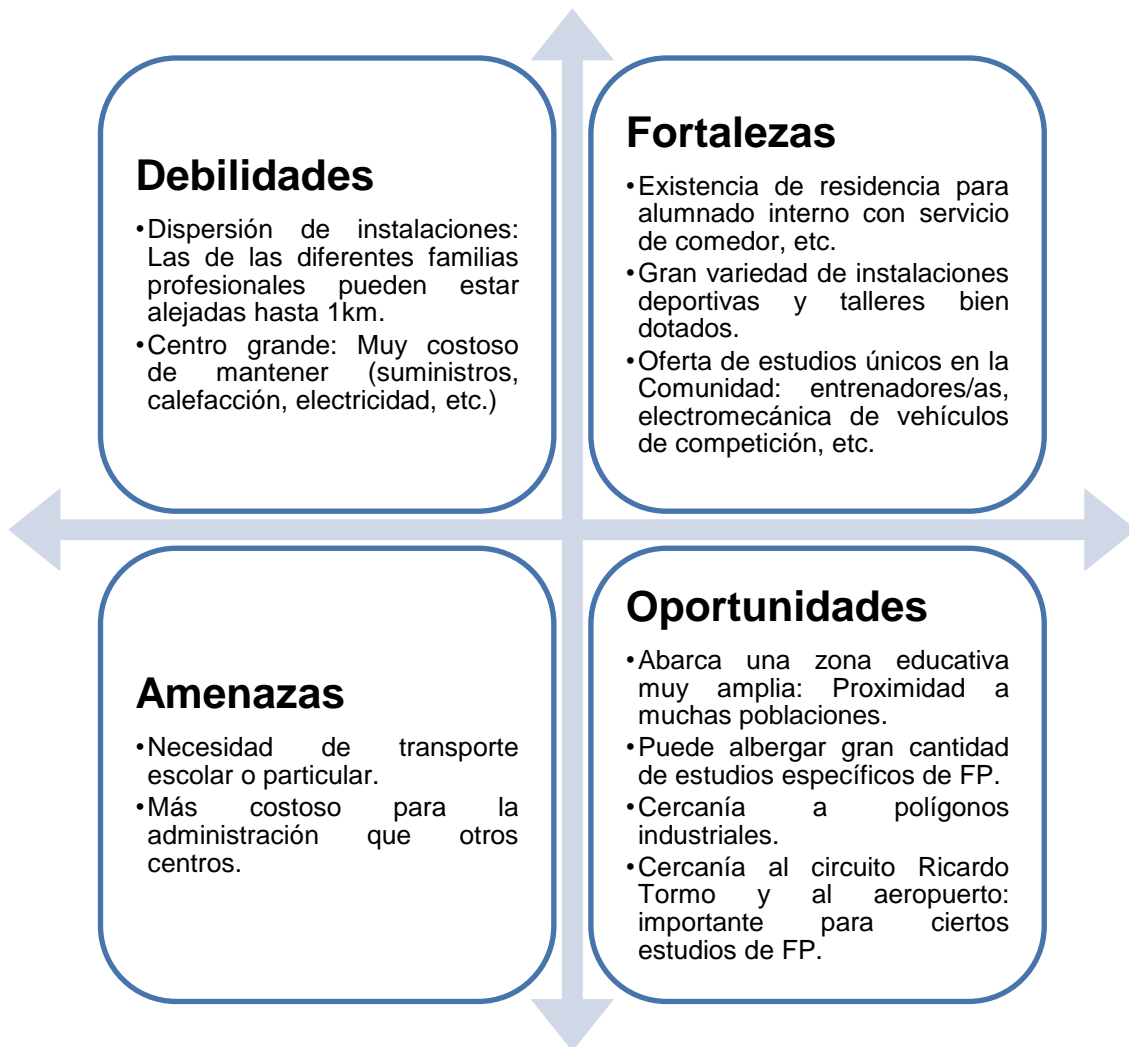 Debilidades
•Dispersión de instalaciones:
Las de las diferentes familias
profesionales pueden estar
alejadas hasta 1km.
•Centro grande: Muy costoso
de mantener (suministros,
calefacción, electricidad, etc.)
Fortalezas
•Existencia de residencia para
alumnado interno con servicio
de comedor, etc.
•Gran variedad de instalaciones
deportivas y talleres bien
dotados.
•Oferta de estudios únicos en la
Comunidad: entrenadores/as,
electromecánica de vehículos
de competición, etc.
Amenazas
•Necesidad de transporte
escolar o particular.
•Más costoso para la
administración que otros
centros.
Oportunidades
•Abarca una zona educativa
muy amplia: Proximidad a
muchas poblaciones.
•Puede albergar gran cantidad
de estudios específicos de FP.
•Cercanía a polígonos
industriales.
•Cercanía al circuito Ricardo
Tormo y al aeropuerto:
importante para ciertos
estudios de FP.